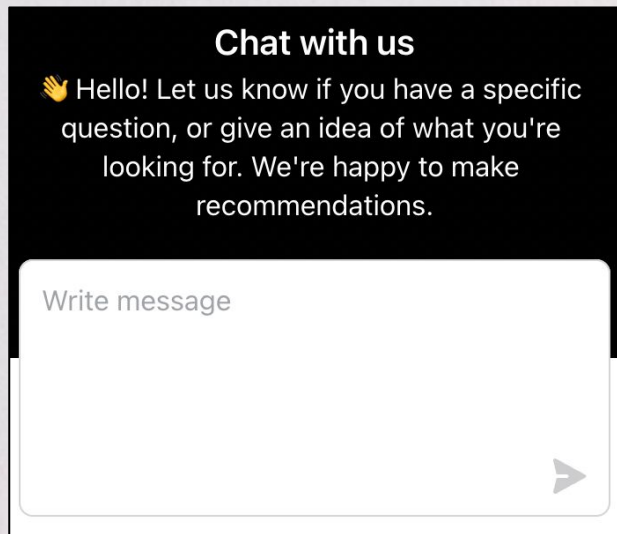 Chat with us
👋 Hello! Let us know if you have a specific
question, or give an idea of what you're
looking for. We're happy to make
recommendations.
Write message